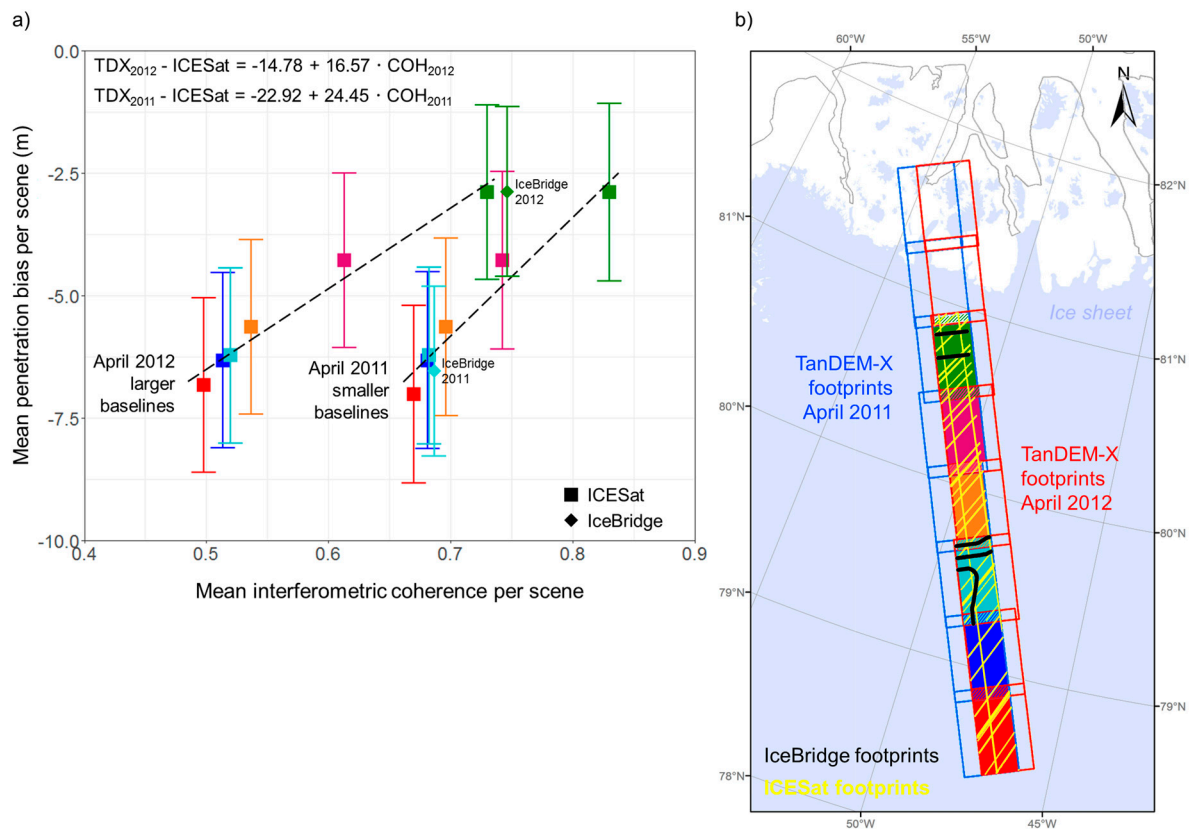 a)
0.0
-2.5
-5.0
-7.5
-10.0
Mean penetration bias per scene (m)
TDX2012 - ICESat = -14.78 + 16.57 · COH2012
TDX2011 - ICESat = -22.92 + 24.45 · COH2011
IceBridge
2012
April 2012
larger
baselines
April 2011
smaller
baselines
IceBridge
2011
ICESat
IceBridge
0.4 0.5 0.6 0.7 0.8 0.9
Mean interferometric coherence per scene
b)
60°W 55°W 50°W
N
82°N
81°N
Ice sheet
81°N
TanDEM-X
footprints
April 2011
80°N
TanDEM-X
footprints
April 2012
80°N
79°N
79°N
IceBridge footprints
78°N
ICESat footprints
50°W 45°W